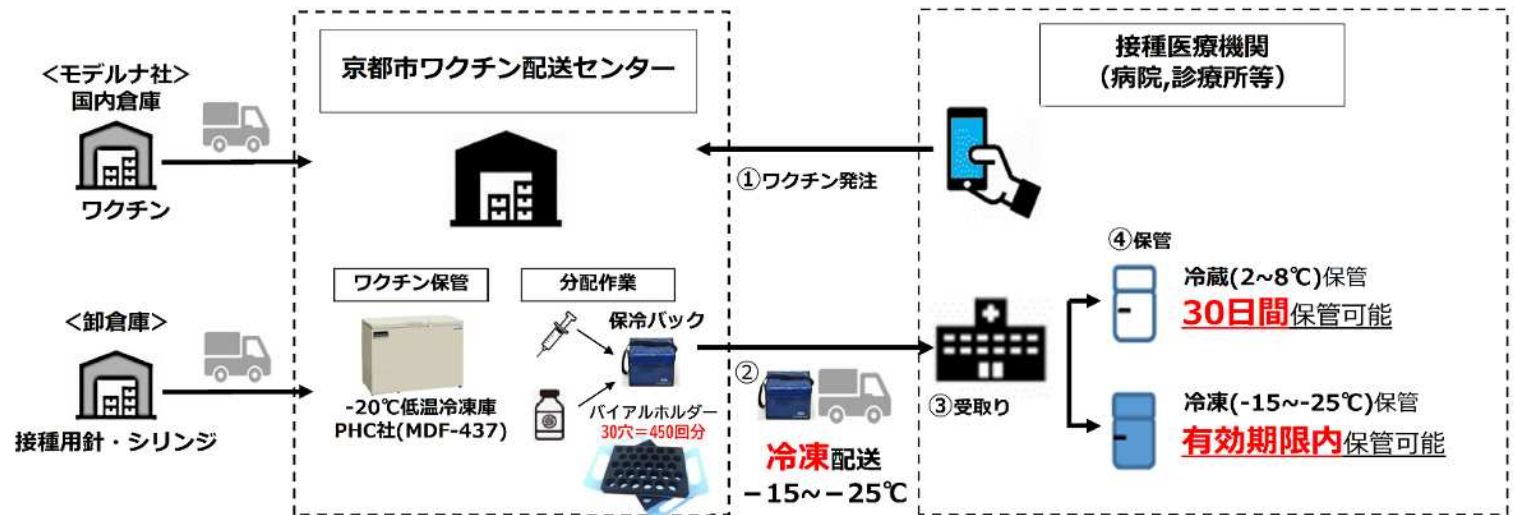 <モデルナ社>
国内倉庫
ワクチン
<卸倉庫>
接種用針・シリンジ
京都市ワクチン配送センター
ワクチン保管
-20℃低温冷凍庫
PHC社(MDF-437)
分配作業
保冷バック
バイアルホルダー
30穴=450回分
①ワクチン発注
②
冷凍配送
-15~-25℃
接種医療機関
(病院,診療所等)
③受取り
④保管
冷蔵(2~8℃)保管
30日間保管可能
冷凍(-15~-25℃)保管
有効期限内保管可能